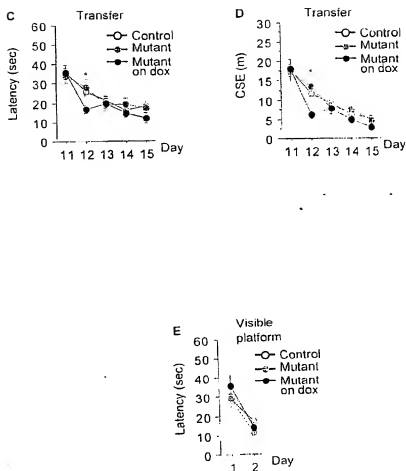 C
Transfer
60
50
40
30
20
10
0
Latency (sec)
Control
Mutant
Mutant
on dox
*
11 12 13 14 15 Day
D
Transfer
30
25
20
15
10
5
0
CSE (m)
Control
Mutant
Mutant
on dox
*
11 12 13 14 15 Day
E
Visible
platform
60
50
40
30
20
10
0
Latency (sec)
Control
Mutant
Mutant
on dox
1 2 Day